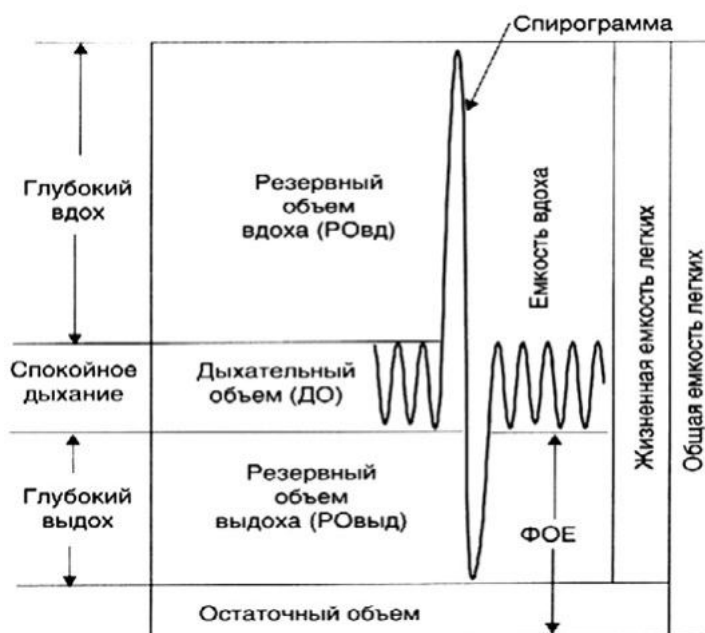 Спирограмма
Глубокий
вдох
Резервный
объем
вдоха (РОвд)
Емкость вдоха
Жизненная емкость легких
Общая емкость легких
Спокойное
дыхание
Дыхательный
объем (ДО)
Глубокий
выдох
Резервный
объем
выдоха (РОвыд)
ФОЕ
Остаточный объем